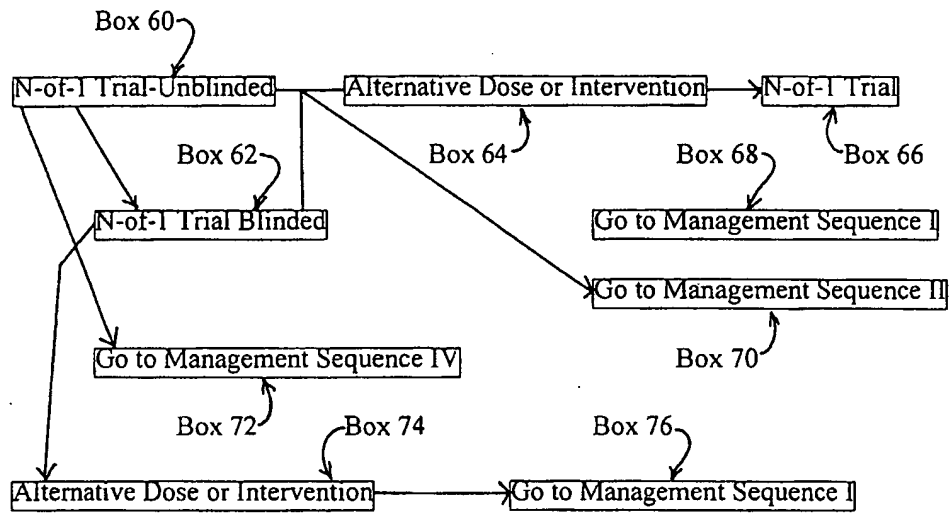 Box 60
N-of-1 Trial-Unblinded
Alternative Dose or Intervention
N-of-1 Trial
Box 62
Box 64
Box 68
Box 66
N-of-1 Trial Blinded
Go to Management Sequence I
Go to Management Sequence II
Go to Management Sequence IV
Box 70
Box 72
Box 74
Box 76
Alternative Dose or Intervention
Go to Management Sequence I